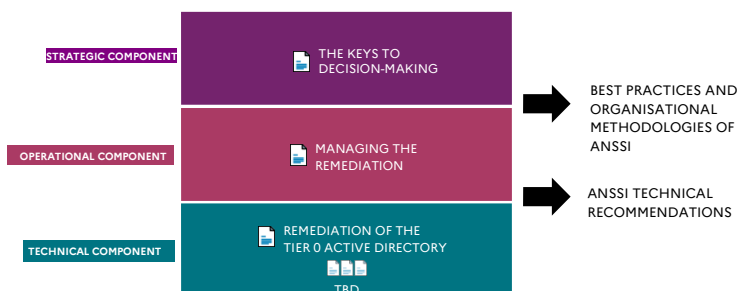 STRATEGIC COMPONENT
THE KEYS TO
DECISION-MAKING
OPERATIONAL COMPONENT
MANAGING THE
REMEDIATION
TECHNICAL COMPONENT
REMEDIATION OF THE
TIER 0 ACTIVE DIRECTORY
TBD
BEST PRACTICES AND
ORGANISATIONAL
METHODOLOGIES OF
ANSSI
ANSSI TECHNICAL
RECOMMENDATIONS